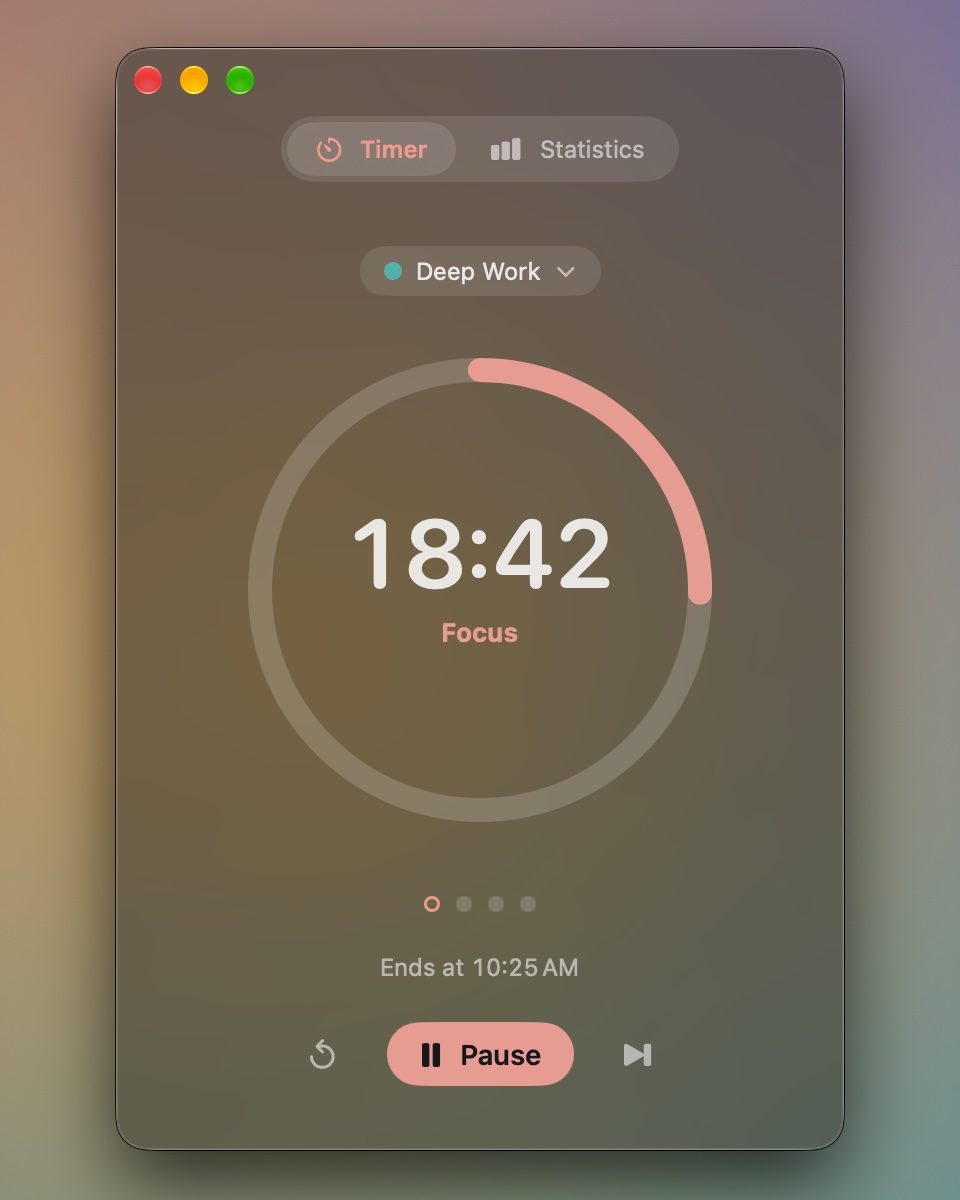 Timer
Statistics
Deep Work
18:42
Focus
Ends at 10:25 AM
Pause